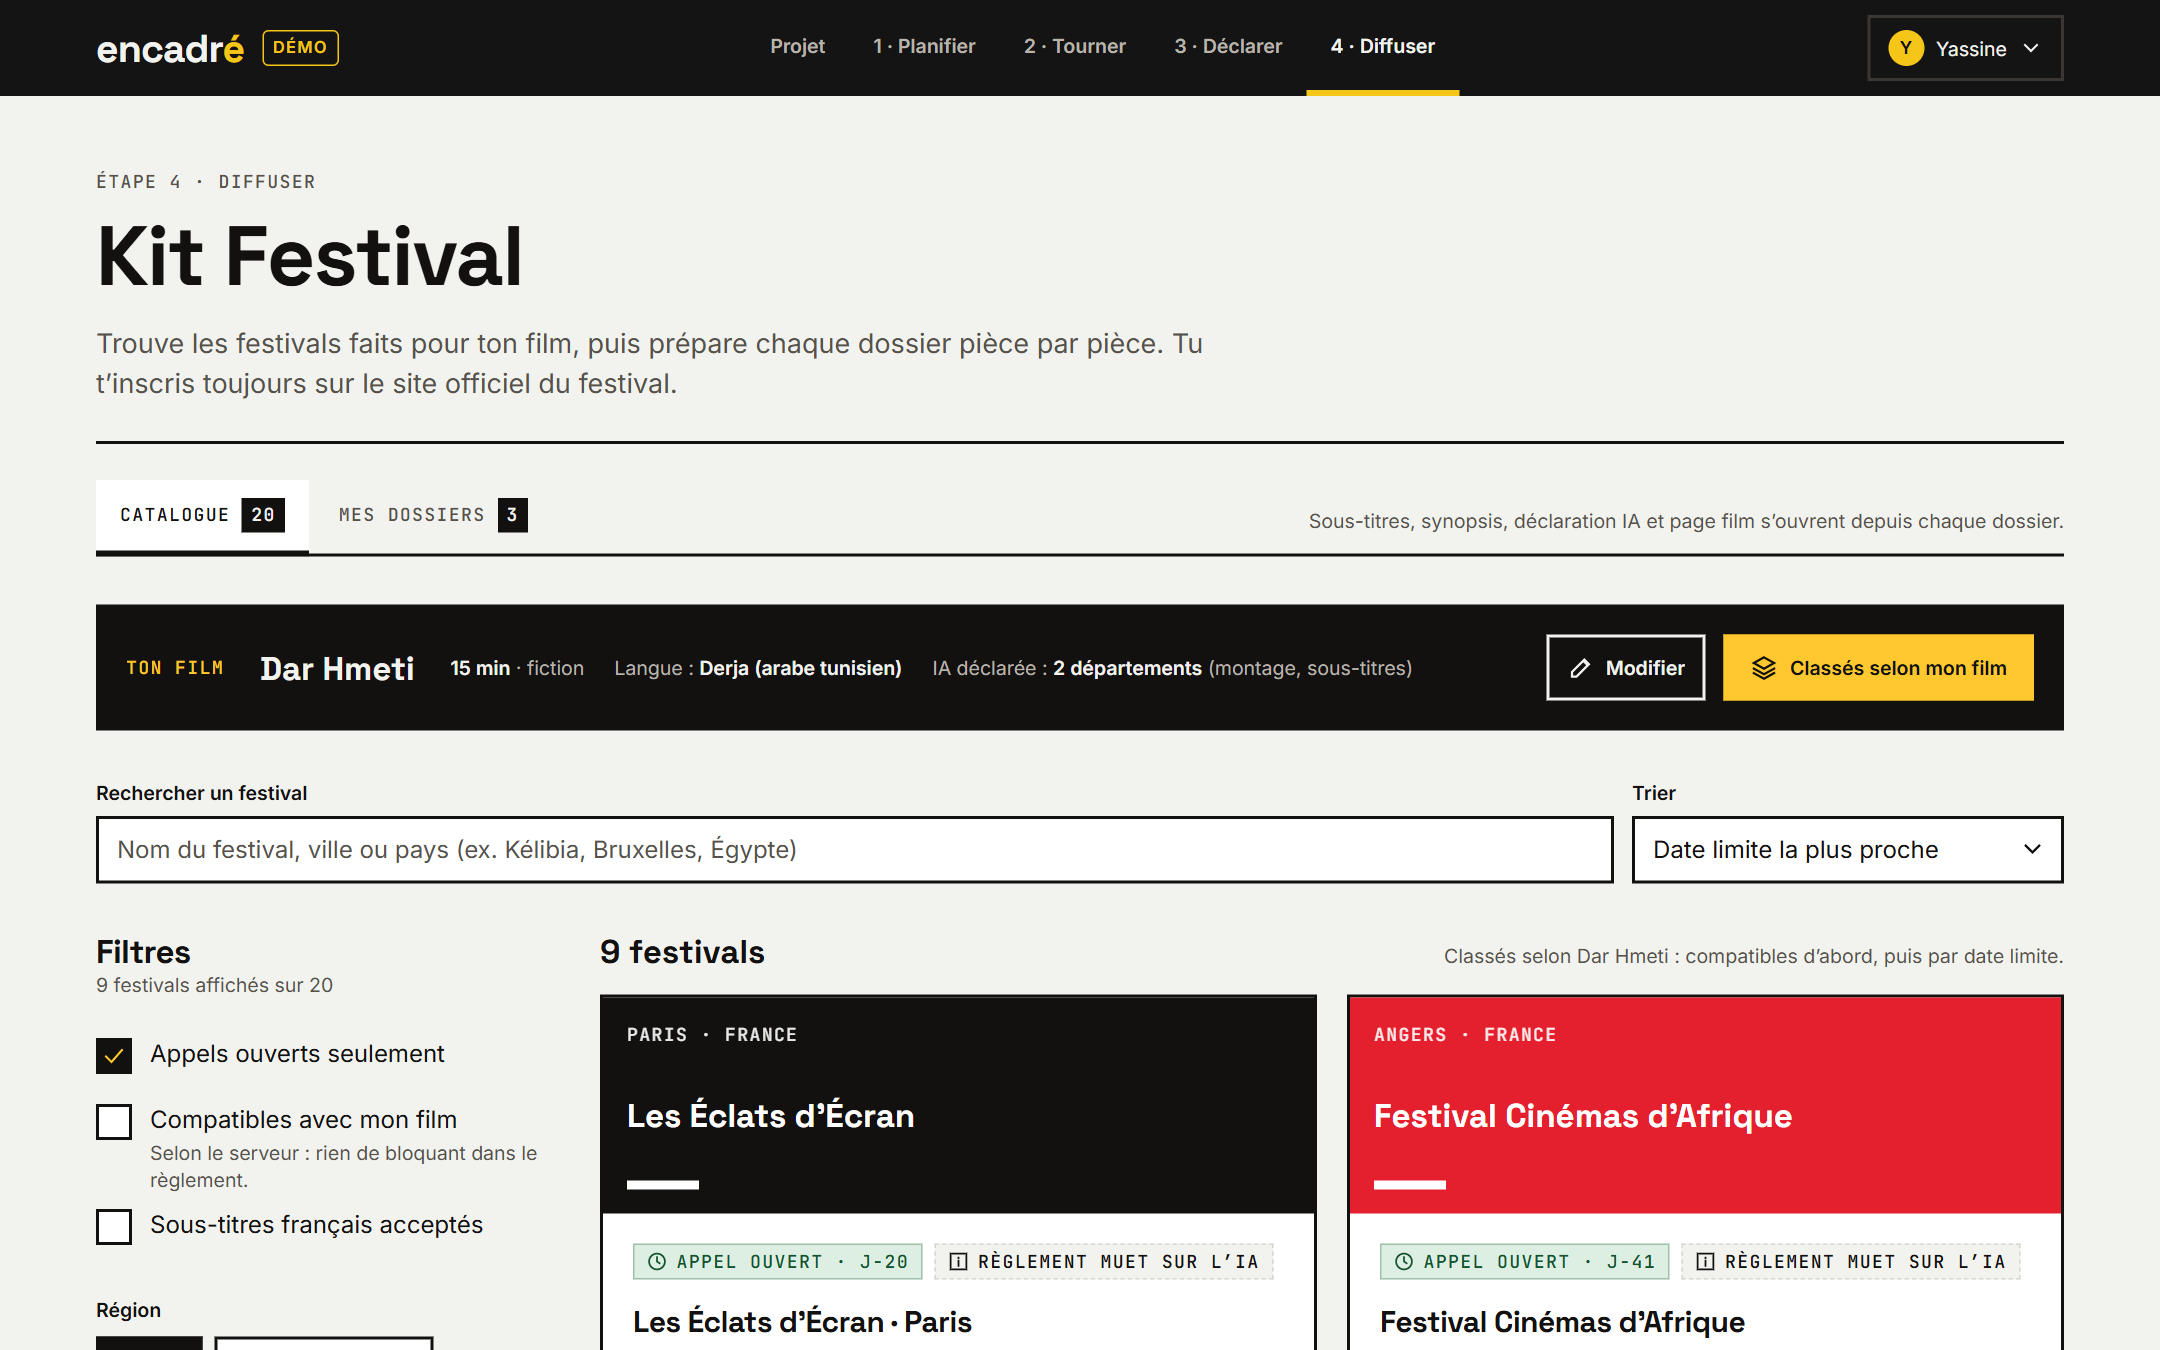 encadré DÉMO Projet 1 · Planifier 2 · Tourner 3 · Déclarer 4 · Diffuser Y Yassine
ÉTAPE 4 · DIFFUSER
Kit Festival
Trouve les festivals faits pour ton film, puis prépare chaque dossier pièce par pièce. Tu
t’inscris toujours sur le site officiel du festival.
CATALOGUE 20 MES DOSSIERS 3 Sous-titres, synopsis, déclaration IA et page film s’ouvrent depuis chaque dossier.
TON FILM Dar Hmeti 15 min · fiction Langue : Derja (arabe tunisien) IA déclarée : 2 départements (montage, sous-titres) Modifier Classés selon mon film
Rechercher un festival Trier
Nom du festival, ville ou pays (ex. Kélibia, Bruxelles, Égypte) Date limite la plus proche
Filtres
9 festivals affichés sur 20
Appels ouverts seulement
Compatibles avec mon film
Selon le serveur : rien de bloquant dans le
règlement.
Sous-titres français acceptés
Région
9 festivals Classés selon Dar Hmeti : compatibles d’abord, puis par date limite.
PARIS · FRANCE
Les Éclats d’Écran
APPEL OUVERT · J-20 RÈGLEMENT MUET SUR L’IA
Les Éclats d’Écran · Paris
ANGERS · FRANCE
Festival Cinémas d’Afrique
APPEL OUVERT · J-41 RÈGLEMENT MUET SUR L’IA
Festival Cinémas d’Afrique